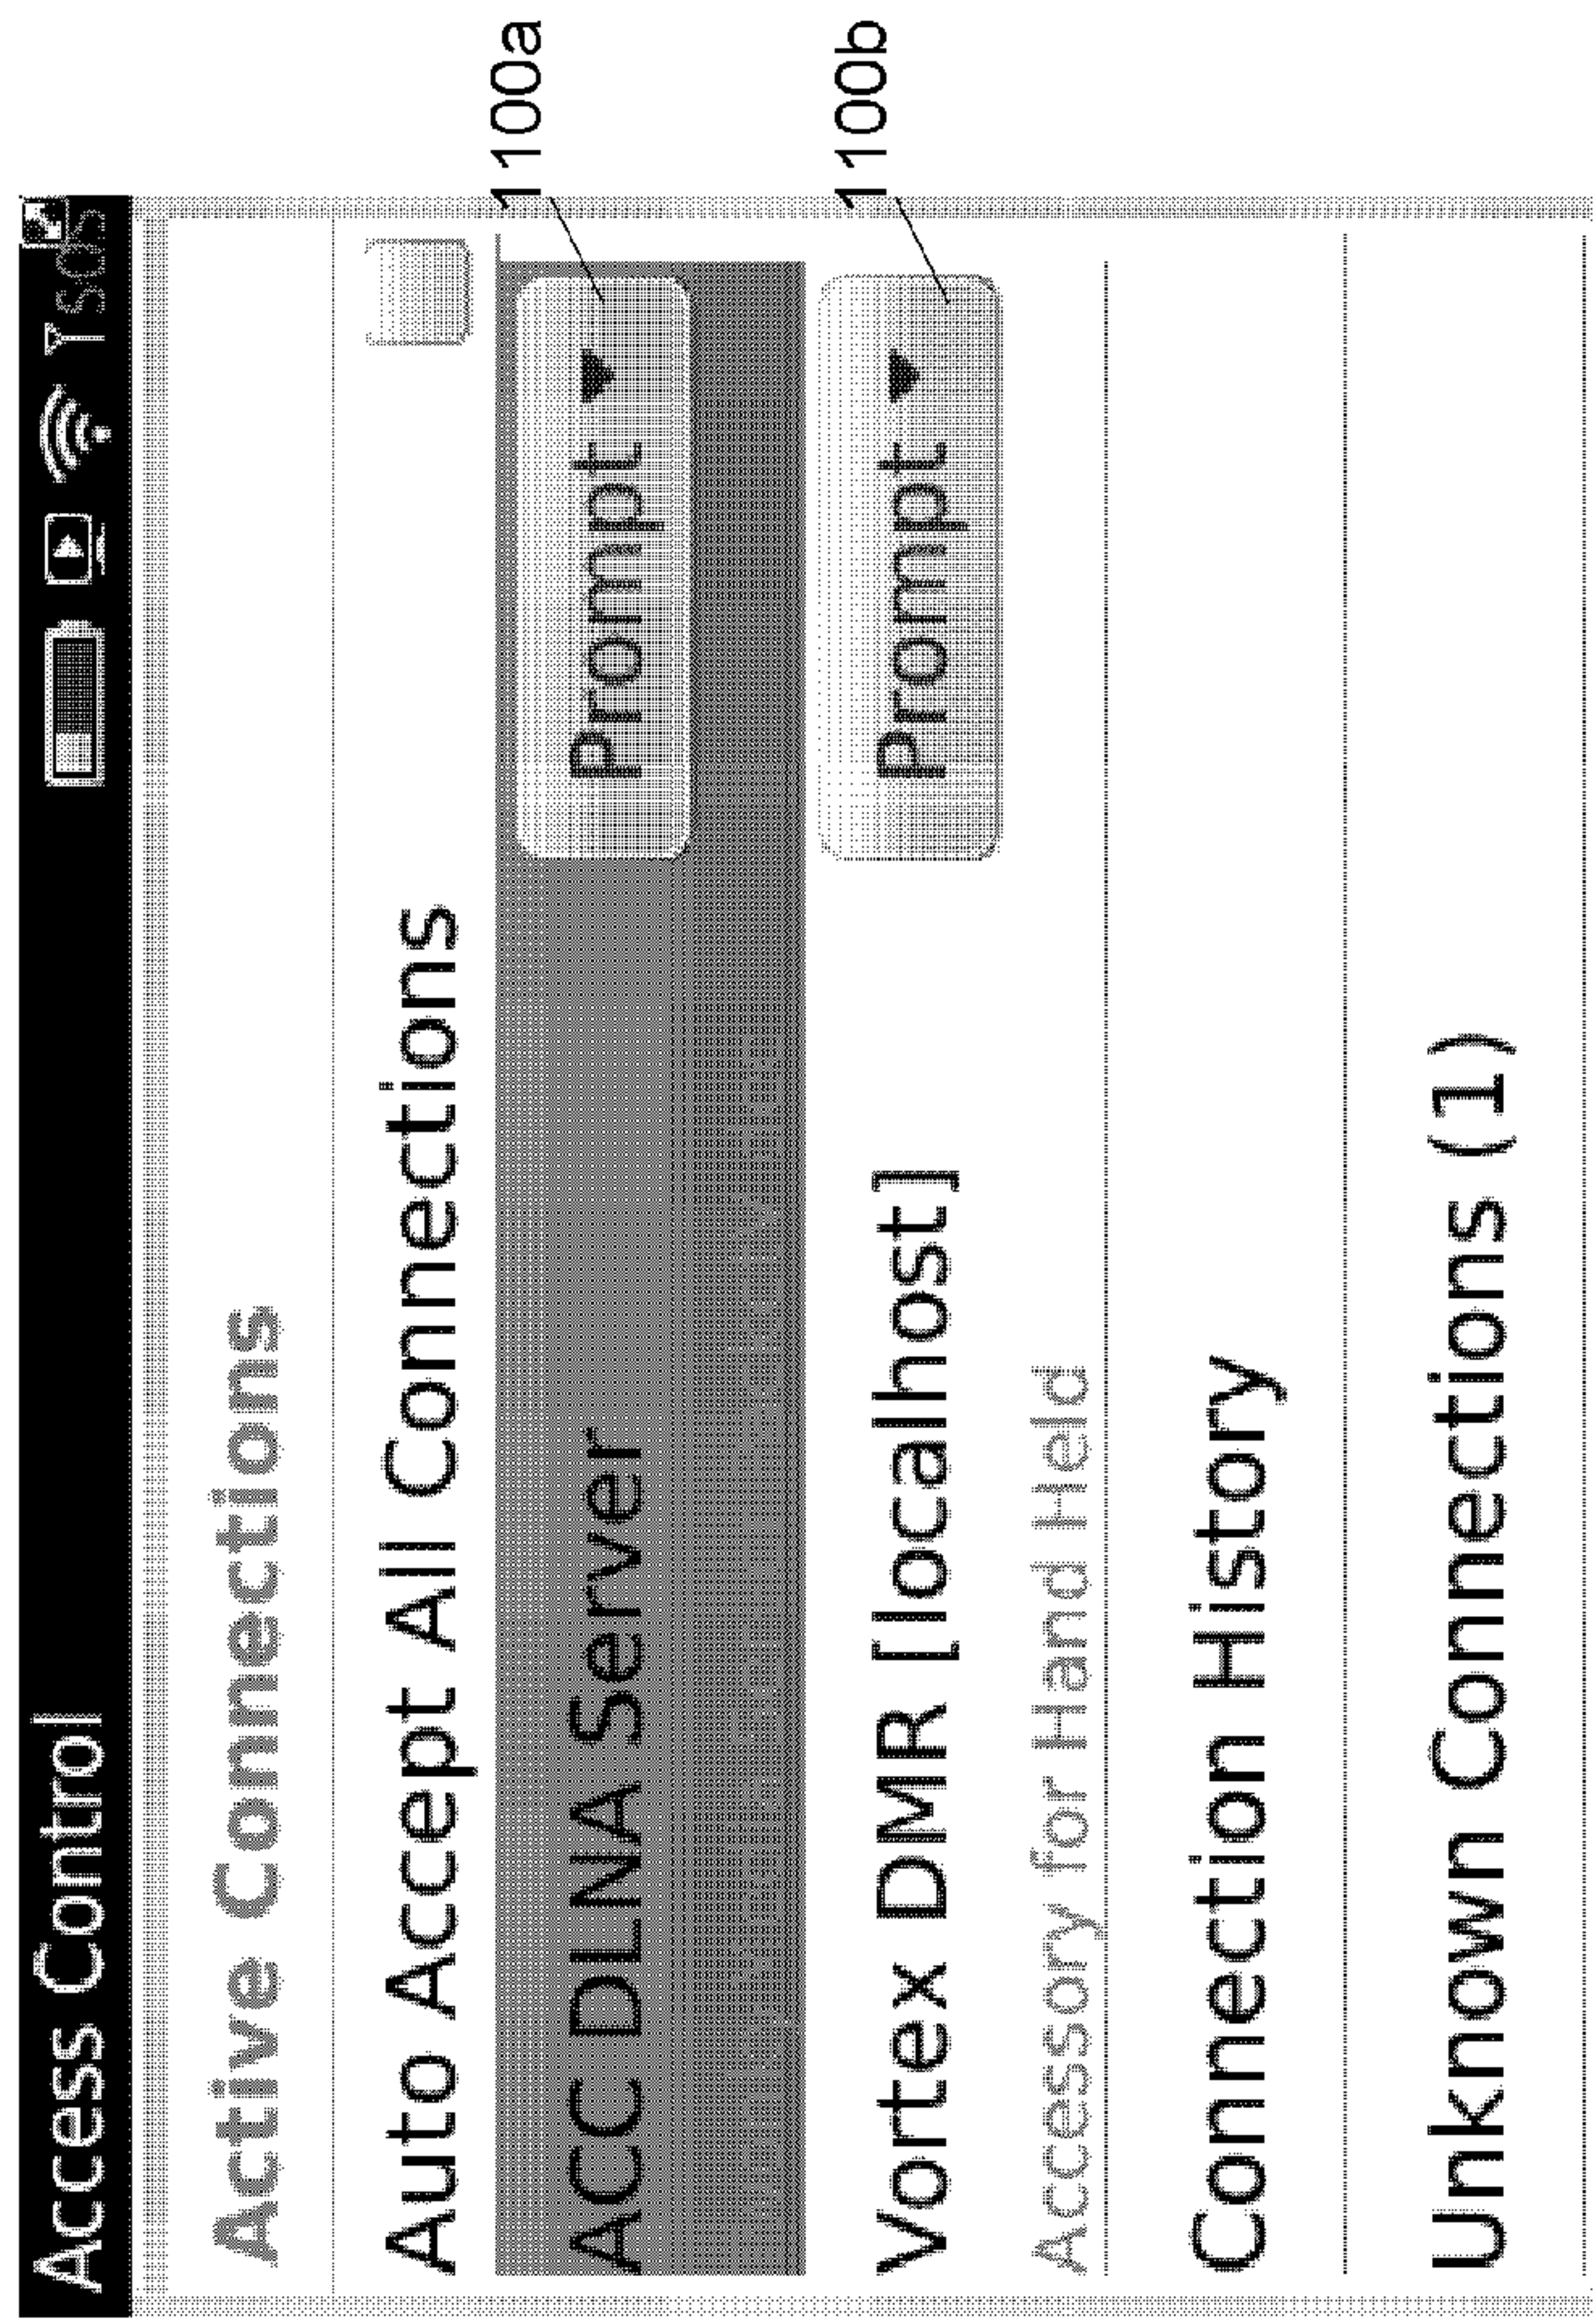 Access Control
Active Connections
Auto Accept All Connections
ACC DLNA Server
Prompt
1100a
Vortex DMR [localhost]
Prompt
1100b
Accessory for Hand Held
Connection History
Unknown Connections (1)